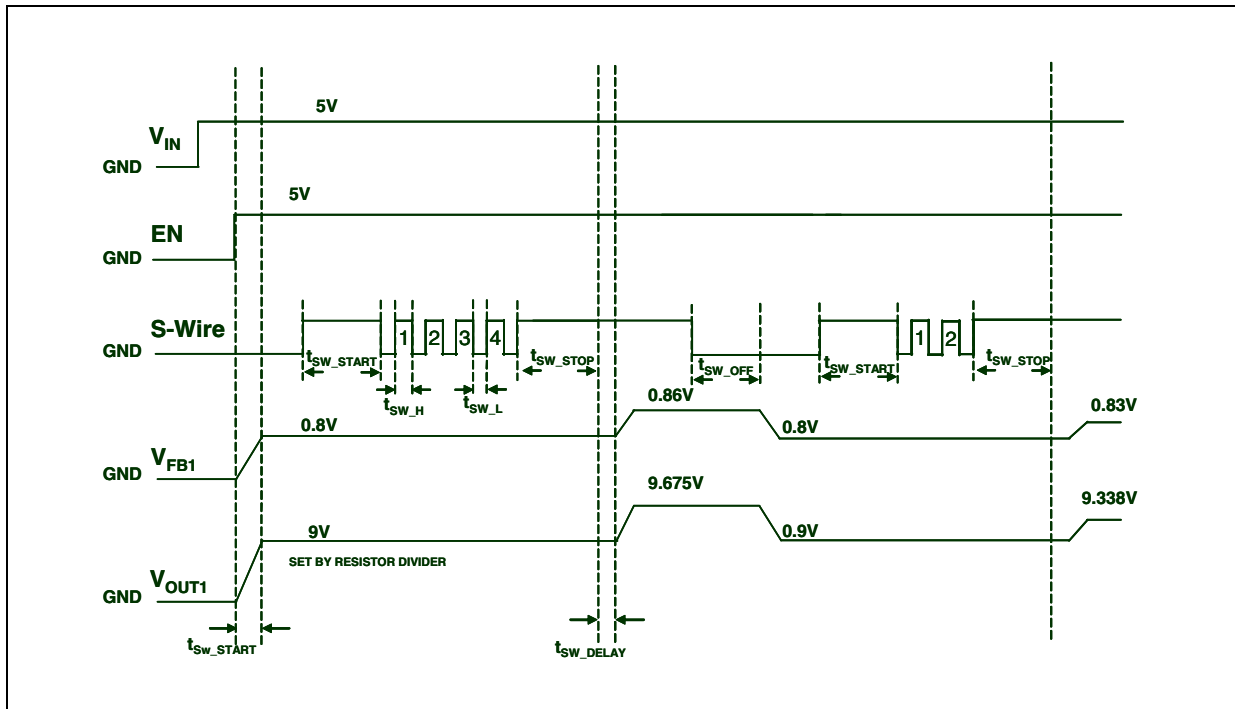 5V
VIN
GND
5V
EN
GND
S-Wire
GND
1 2 3 4
1 2
tSW_START
tSW_STOP
tSW_OFF
tSW_START
tSW_STOP
tSW_H
tSW_L
0.8V
0.86V
0.8V
0.83V
VFB1
GND
9V
9.675V
0.9V
9.338V
SET BY RESISTOR DIVIDER
VOUT1
GND
tSw_START
tSW_DELAY